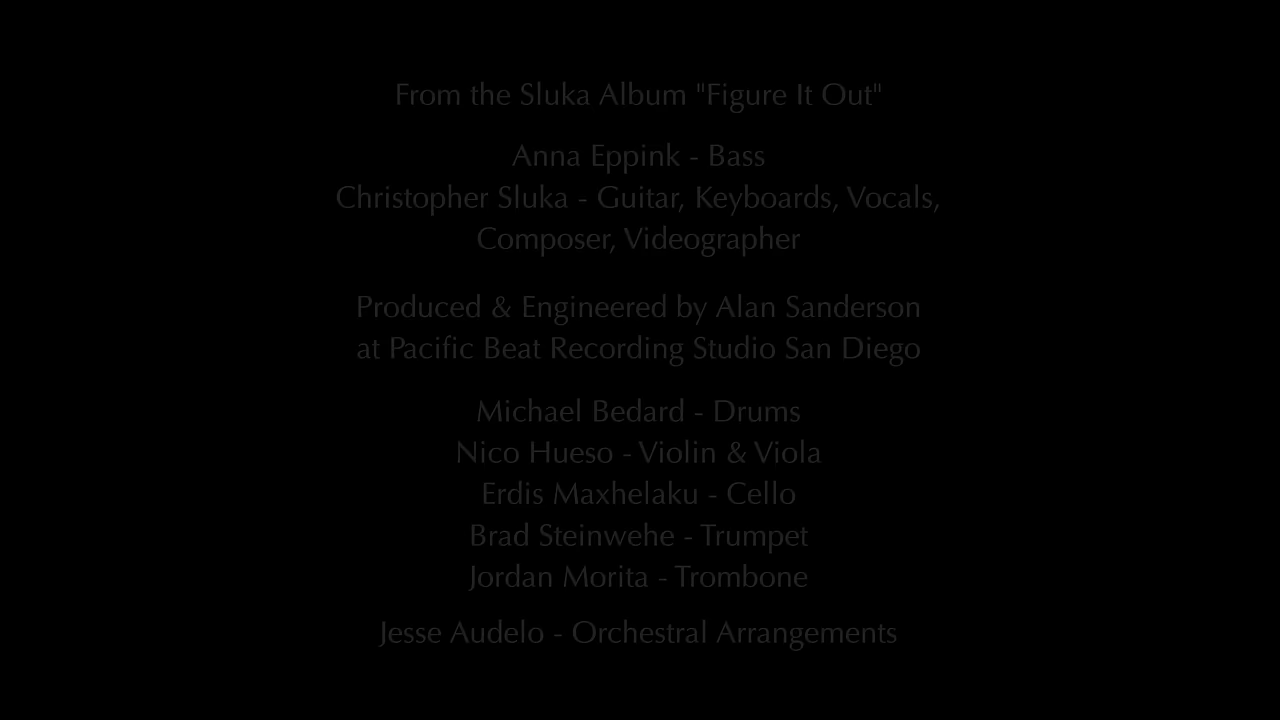 From the Sluka Album "Figure It Out"
Anna Eppink - Bass
Christopher Sluka - Guitar, Keyboards, Vocals,
Composer, Videographer
Produced & Engineered by Alan Sanderson
at Pacific Beat Recording Studio San Diego
Michael Bedard - Drums
Nico Hueso - Violin & Viola
Erdis Maxhelaku - Cello
Brad Steinwehe - Trumpet
Jordan Morita - Trombone
Jesse Audelo - Orchestral Arrangements